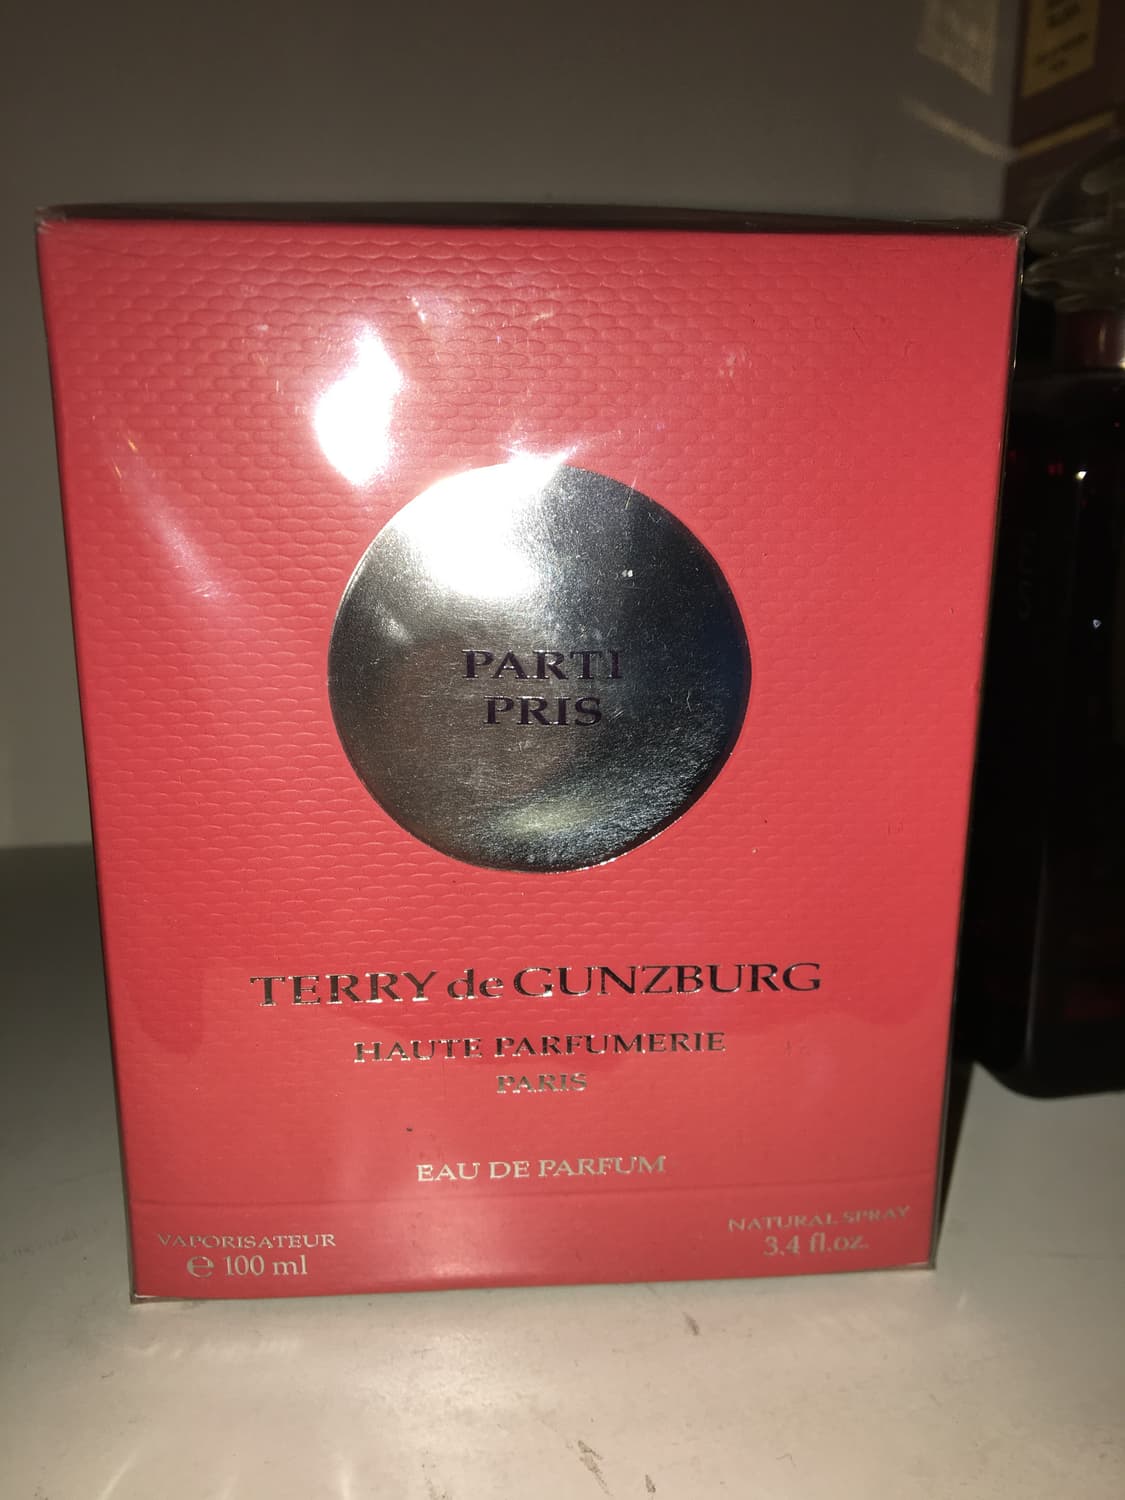 PARTI
PRIS
TERRY de GUNZBURG
HAUTE PARFUMERIE
PARIS
EAU DE PARFUM
VAPORISATEUR
℮ 100 ml
NATURAL SPRAY
3.4 fl.oz.